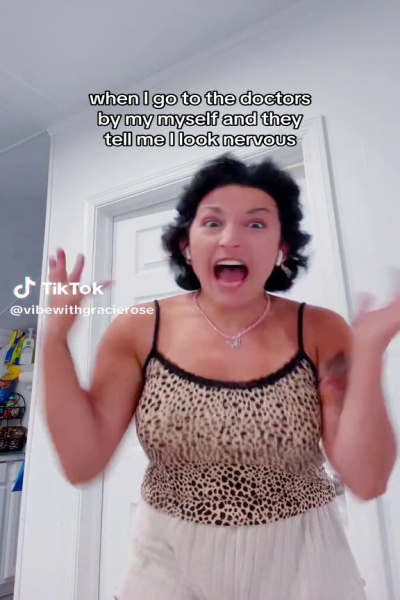 when I go to the doctors
by my myself and they
tell me I look nervous
TikTok
@vibewithgracierose